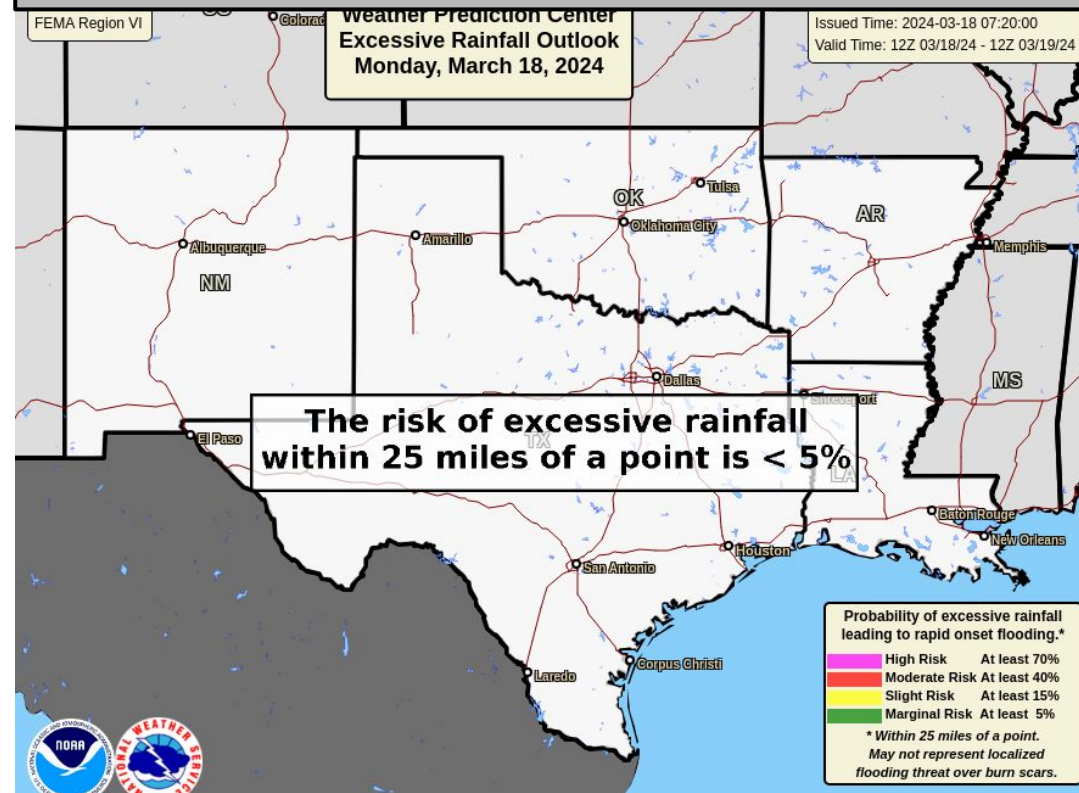 FEMA Region VI
Weather Prediction Center
Excessive Rainfall Outlook
Monday, March 18, 2024
Issued Time: 2024-03-18 07:20:00
Valid Time: 12Z 03/18/24 - 12Z 03/19/24
Tulsa
OK
Oklahoma City
AR
Albuquerque
Amarillo
Memphis
NM
Dallas
MS
Shreveport
The risk of excessive rainfall
within 25 miles of a point is < 5%
El Paso
TX
LA
Baton Rouge
New Orleans
Houston
San Antonio
Laredo
Corpus Christi
Probability of excessive rainfall
leading to rapid onset flooding.*
High Risk At least 70%
Moderate Risk At least 40%
Slight Risk At least 15%
Marginal Risk At least 5%
* Within 25 miles of a point.
May not represent localized
flooding threat over burn scars.
NOAA
NATIONAL WEATHER SERVICE